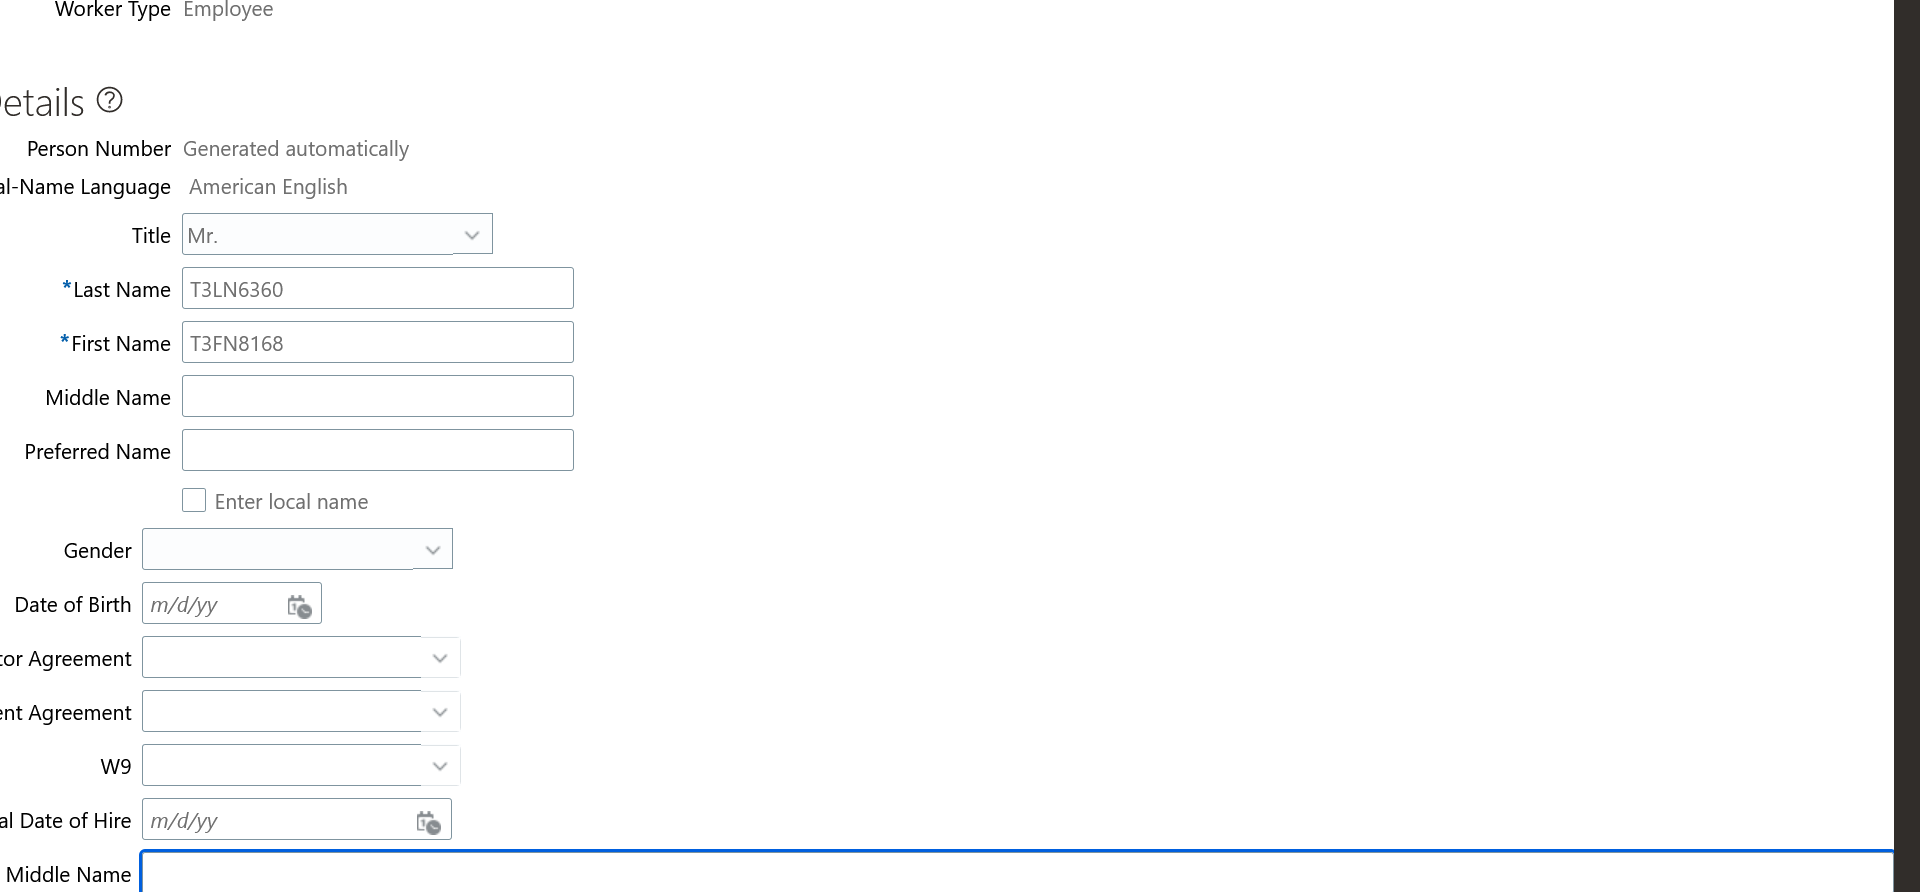 Worker Type Employee
etails
Person Number Generated automatically
al-Name Language American English
Title Mr.
*Last Name T3LN6360
*First Name T3FN8168
Middle Name
Preferred Name
Enter local name
Gender
Date of Birth m/d/yy
tor Agreement
ent Agreement
W9
al Date of Hire m/d/yy
Middle Name